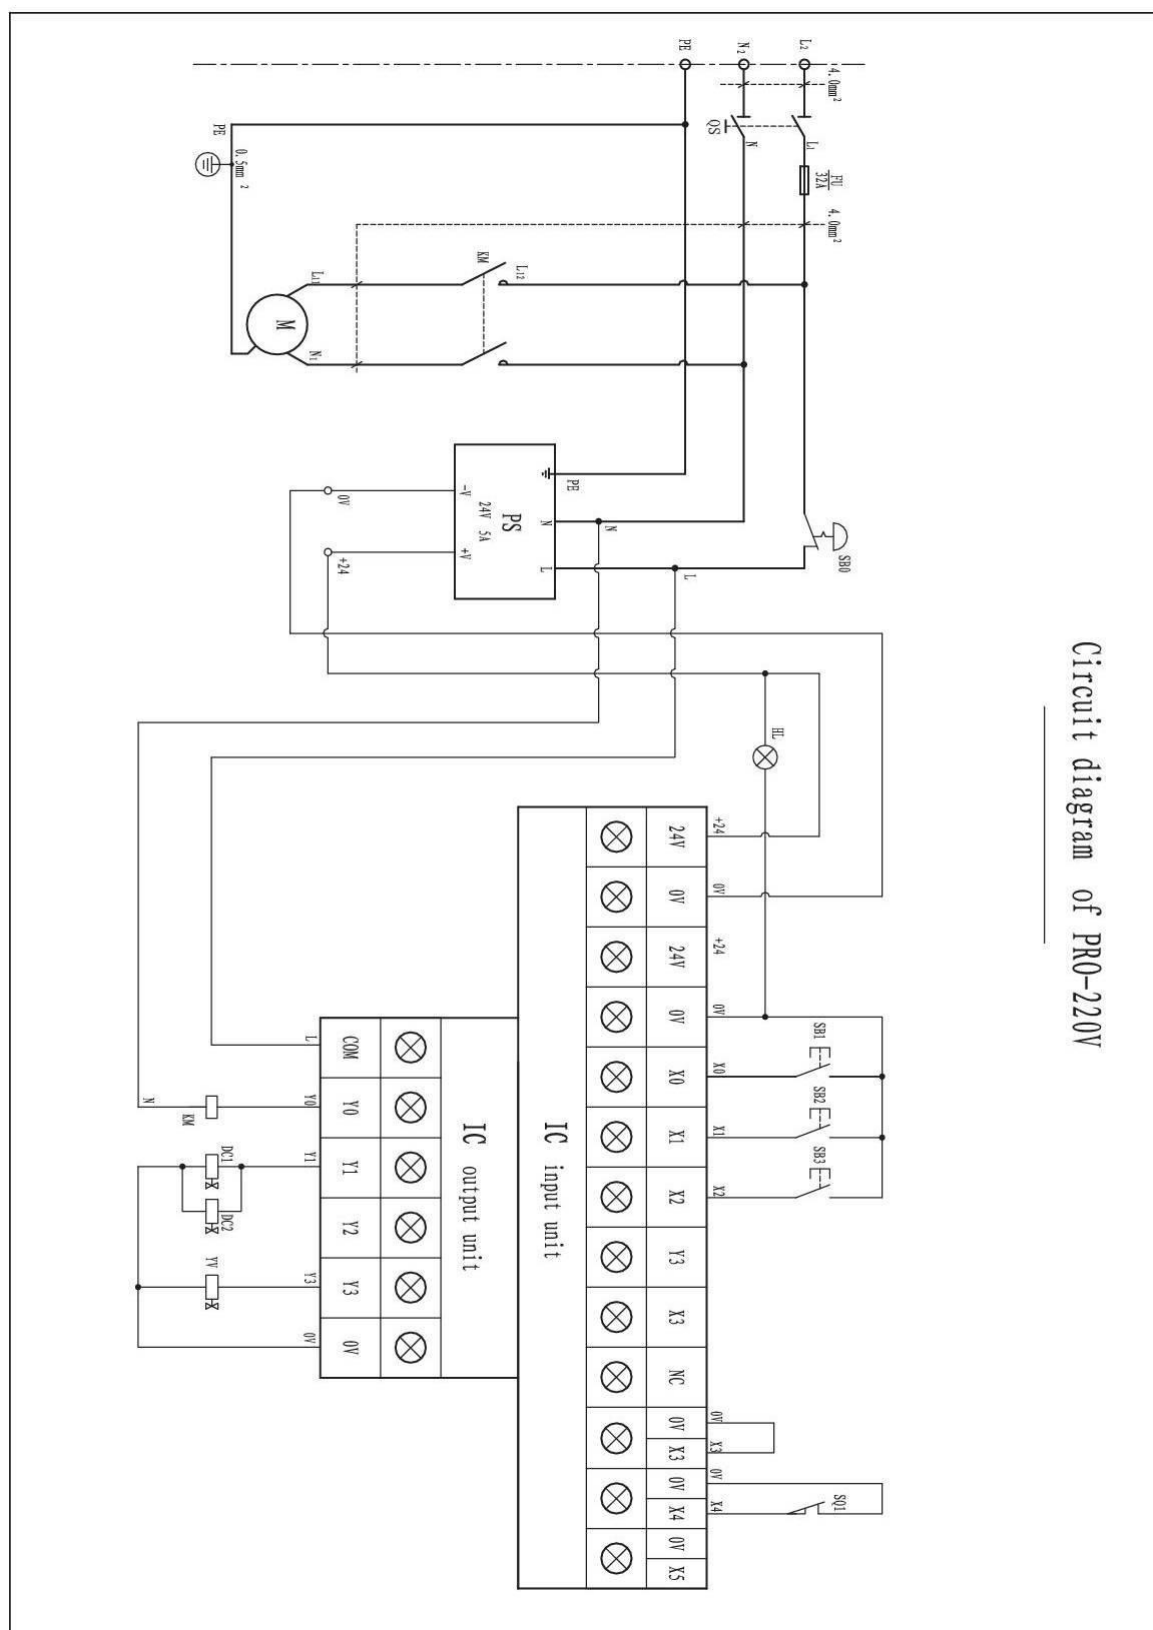 Circuit diagram of PRO-220V
L2
N2
PE
4.0mm²
QS
L1
N
FU
32A
4.0mm²
PE
0.5mm²
KM
L12
L11
N1
M
SB0
PE
N
L
PS
24V 5A
-V
+V
N
L
0V
+24
HL
+24
0V
+24
0V
X0
X1
X2
0V
X3
0V
X4
SB1
SB2
SB3
SQ1
24V
0V
24V
0V
X0
X1
X2
Y3
X3
NC
0V
X3
0V
X4
0V
X5
IC input unit
IC output unit
COM
Y0
Y1
Y2
Y3
0V
L
Y0
Y1
Y3
0V
N
KM
DC1
DC2
YV